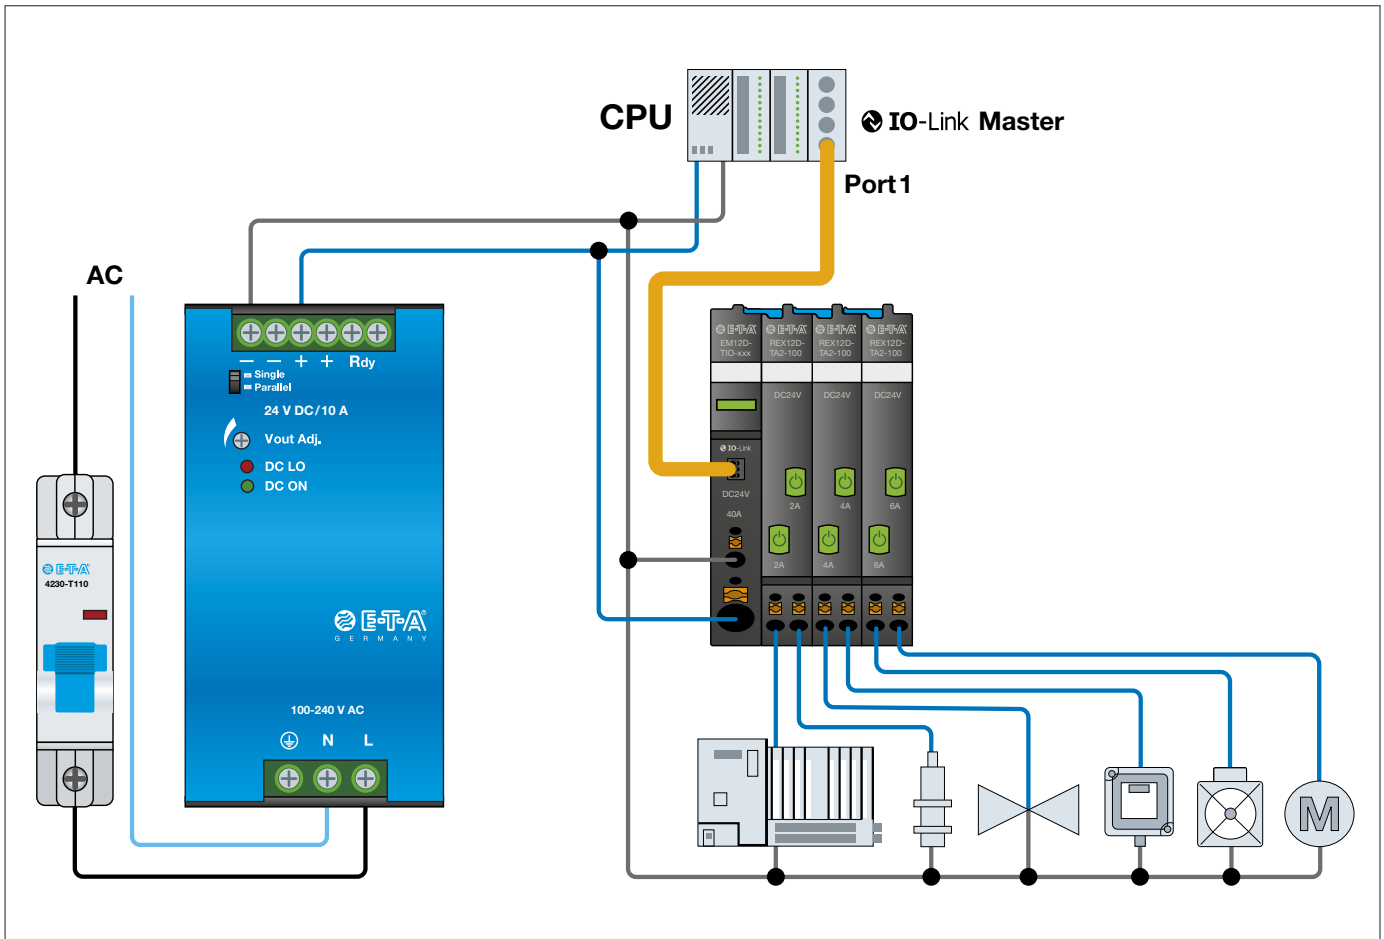 CPU
IO-Link Master
Port 1
AC
— — + + Rdy
Single
Parallel
24 V DC/10 A
Vout Adj.
DC LO
DC ON
E-T-A®
GERMANY
100-240 V AC
N L
E-T-A
4230-T110
E-T-A E-T-A E-T-A E-T-A
EM12D- REX12D- REX12D- REX12D-
TIO-xxx TA2-100 TA2-100 TA2-100
DC24V DC24V DC24V
IO-Link
DC24V
2A 4A 6A
40A
2A 4A 6A
M